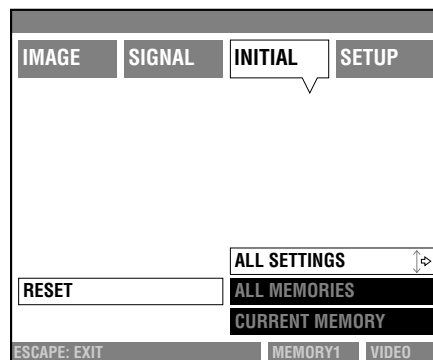 IMAGE SIGNAL INITIAL SETUP
ALL SETTINGS
RESET ALL MEMORIES
CURRENT MEMORY
ESCAPE: EXIT MEMORY1 VIDEO